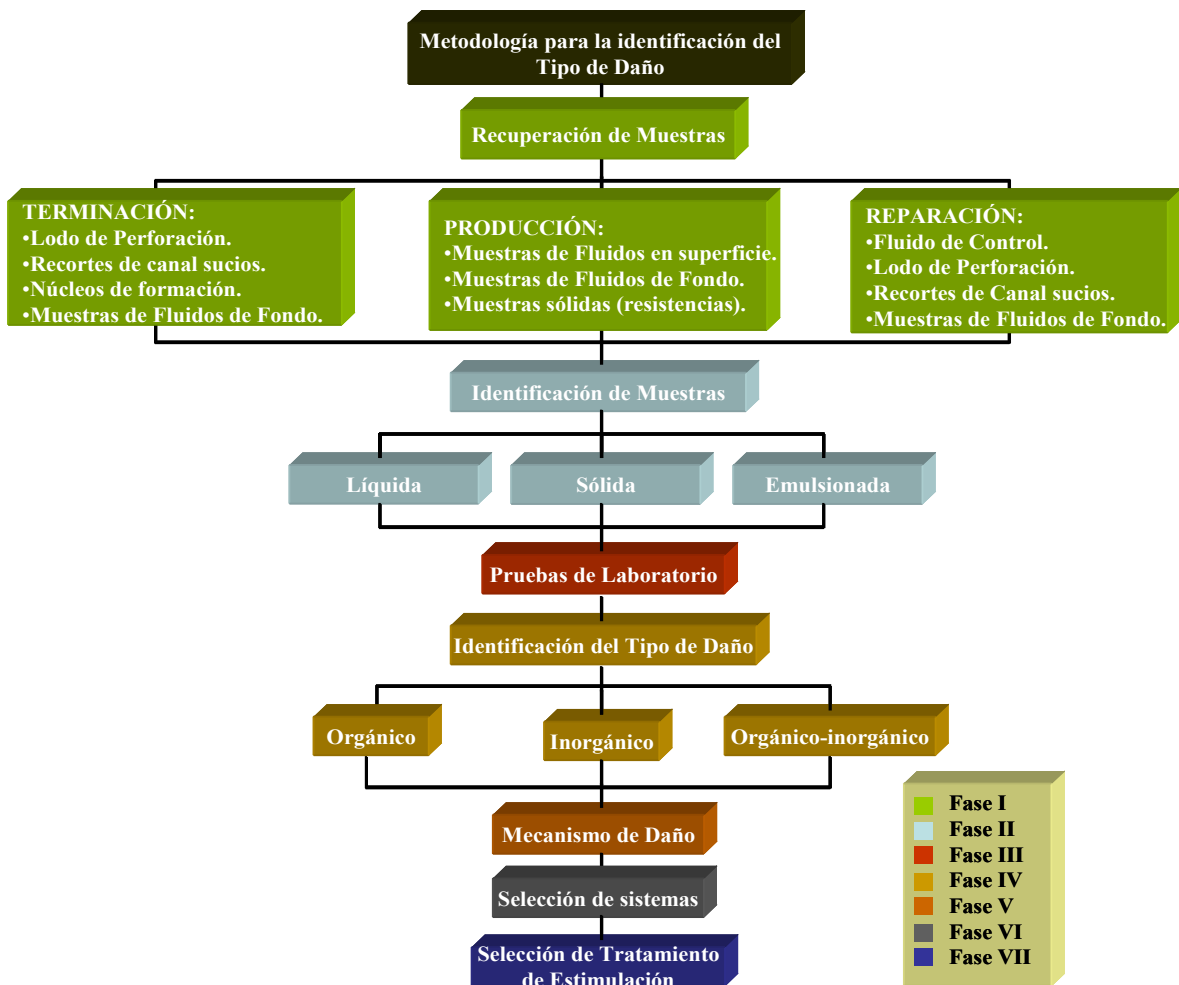 Metodología para la identificación del
Tipo de Daño
Recuperación de Muestras
TERMINACIÓN:
•Lodo de Perforación.
•Recortes de canal sucios.
•Núcleos de formación.
•Muestras de Fluidos de Fondo.
PRODUCCIÓN:
•Muestras de Fluidos en superficie.
•Muestras de Fluidos de Fondo.
•Muestras sólidas (resistencias).
REPARACIÓN:
•Fluido de Control.
•Lodo de Perforación.
•Recortes de Canal sucios.
•Muestras de Fluidos de Fondo.
Identificación de Muestras
Líquida
Sólida
Emulsionada
Pruebas de Laboratorio
Identificación del Tipo de Daño
Orgánico
Inorgánico
Orgánico-inorgánico
Mecanismo de Daño
Selección de sistemas
Selección de Tratamiento
de Estimulación
Fase I
Fase II
Fase III
Fase IV
Fase V
Fase VI
Fase VII